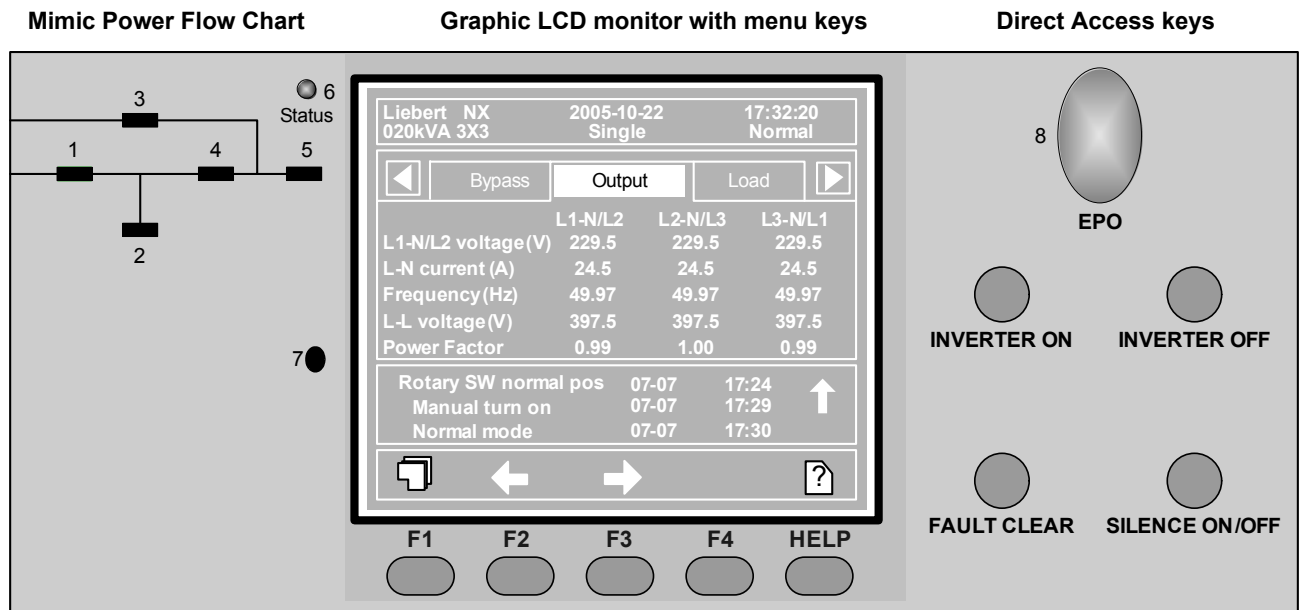 Mimic Power Flow Chart
Graphic LCD monitor with menu keys
Direct Access keys
3
6
Status
1
4
5
2
7
Liebert NX 2005-10-22 17:32:20
020kVA 3X3 Single Normal
Bypass Output Load
L1-N/L2 L2-N/L3 L3-N/L1
L1-N/L2 voltage(V) 229.5 229.5 229.5
L-N current (A) 24.5 24.5 24.5
Frequency(Hz) 49.97 49.97 49.97
L-L voltage(V) 397.5 397.5 397.5
Power Factor 0.99 1.00 0.99
Rotary SW normal pos 07-07 17:24
Manual turn on 07-07 17:29
Normal mode 07-07 17:30
?
F1 F2 F3 F4 HELP
8
EPO
INVERTER ON INVERTER OFF
FAULT CLEAR SILENCE ON/OFF